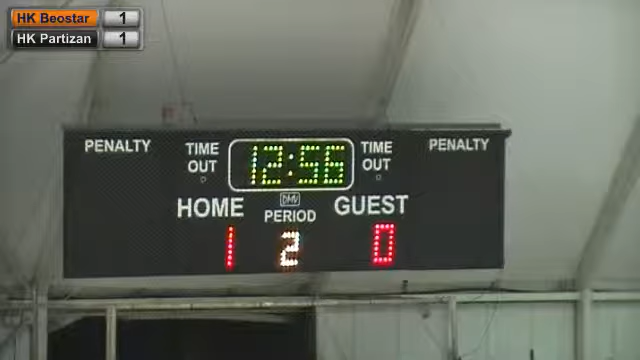 HK Beostar 1
HK Partizan 1
PENALTY
TIME OUT
12:56
TIME OUT
PENALTY
HOME
DMV
PERIOD
GUEST
1
2
0